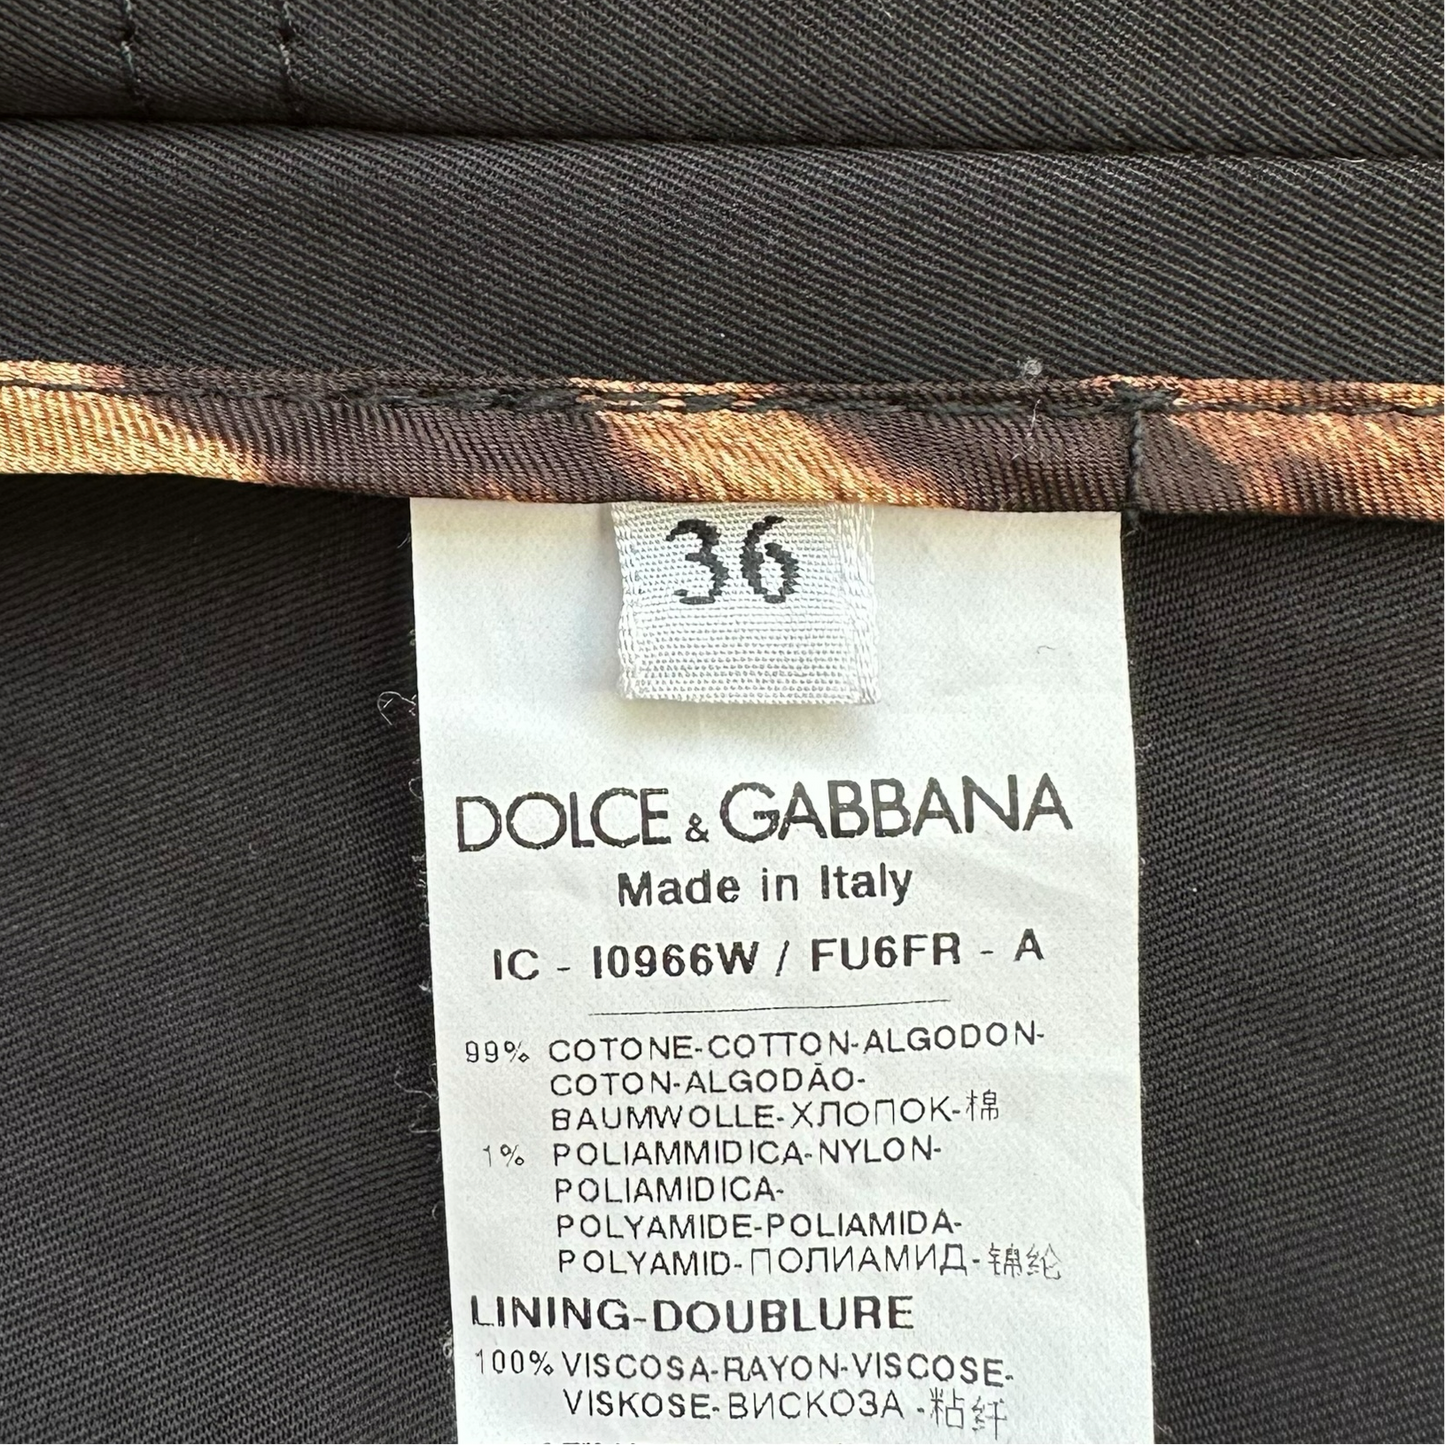 36
DOLCE & GABBANA
Made in Italy
IC - I0966W / FU6FR - A
99% COTONE-COTTON-ALGODON-
COTON-ALGODÃO-
BAUMWOLLE-ХЛОПОК-棉
1% POLIAMMIDICA-NYLON-
POLIAMIDICA-
POLYAMIDE-POLIAMIDA-
POLYAMID-ПОЛИАМИД-锦纶
LINING-DOUBLURE
100% VISCOSA-RAYON-VISCOSE-
VISKOSE-ВИСКОЗА-粘纤